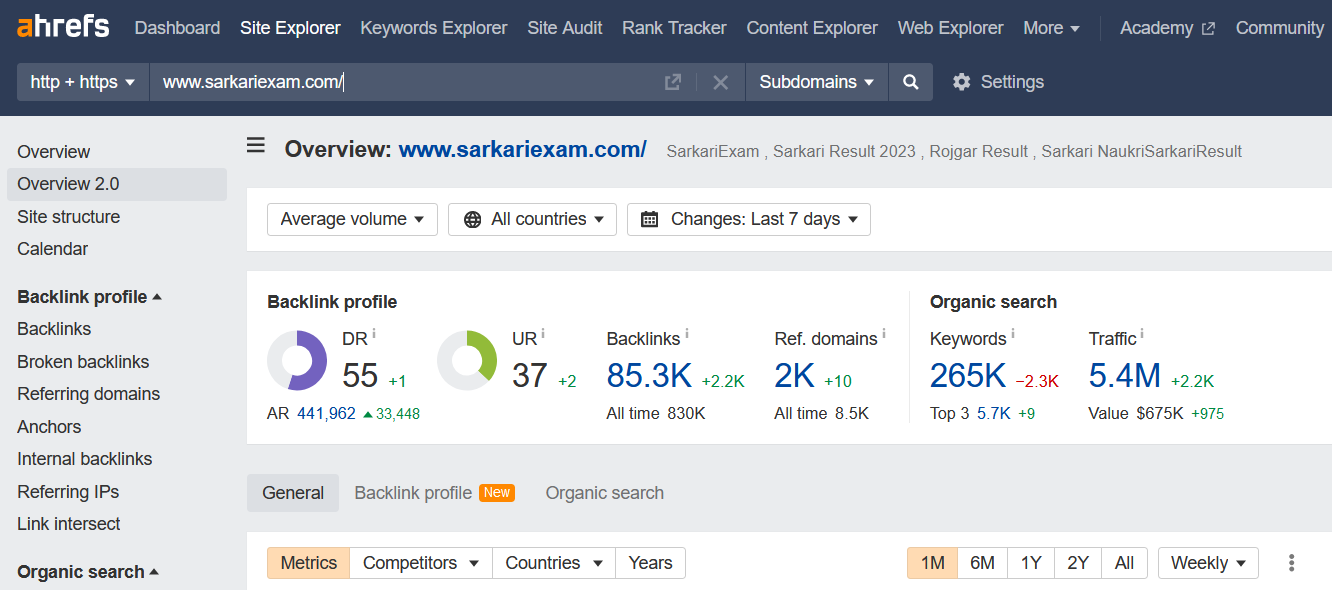 ahrefs Dashboard Site Explorer Keywords Explorer Site Audit Rank Tracker Content Explorer Web Explorer More Academy Community
http + https www.sarkariexam.com/ Subdomains Settings
Overview
Overview 2.0
Site structure
Calendar
Backlink profile
Backlinks
Broken backlinks
Referring domains
Anchors
Internal backlinks
Referring IPs
Link intersect
Organic search
Overview: www.sarkariexam.com/ SarkariExam , Sarkari Result 2023 , Rojgar Result , Sarkari NaukriSarkariResult
Average volume All countries Changes: Last 7 days
Backlink profile
DR i
55 +1
AR 441,962 33,448
UR i
37 +2
Backlinks i
85.3K +2.2K
All time 830K
Ref. domains i
2K +10
All time 8.5K
Organic search
Keywords i
265K −2.3K
Top 3 5.7K +9
Traffic i
5.4M +2.2K
Value $675K +975
General Backlink profile New Organic search
Metrics Competitors Countries Years 1M 6M 1Y 2Y All Weekly